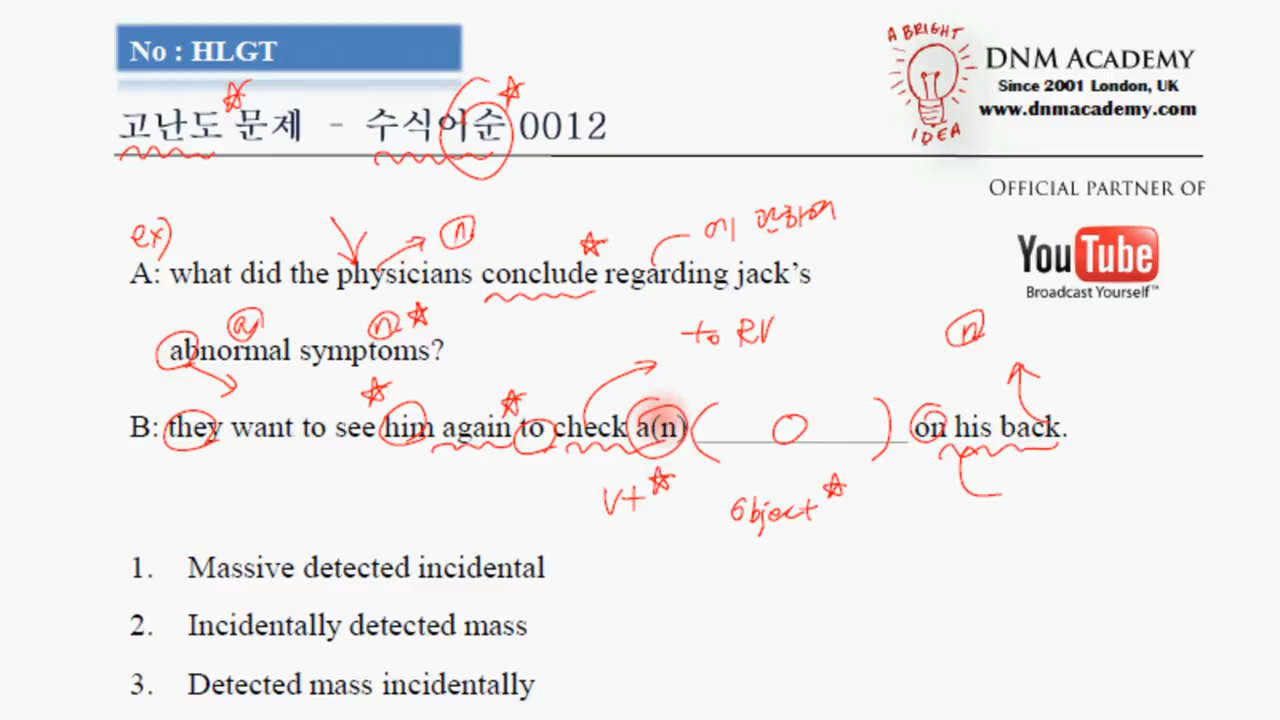 No : HLGT
A BRIGHT
IDEA
DNM ACADEMY
Since 2001 London, UK
www.dnmacademy.com
고난도 문제 - 수식어순 0012
OFFICIAL PARTNER OF
YouTube
Broadcast Yourself™
ex)
n
에 관하여
A: what did the physicians conclude regarding jack's
a
n
to RV
n
abnormal symptoms?
B: they want to see him again to check a(n) ( O ) on his back.
Vt
Object
1. Massive detected incidental
2. Incidentally detected mass
3. Detected mass incidentally